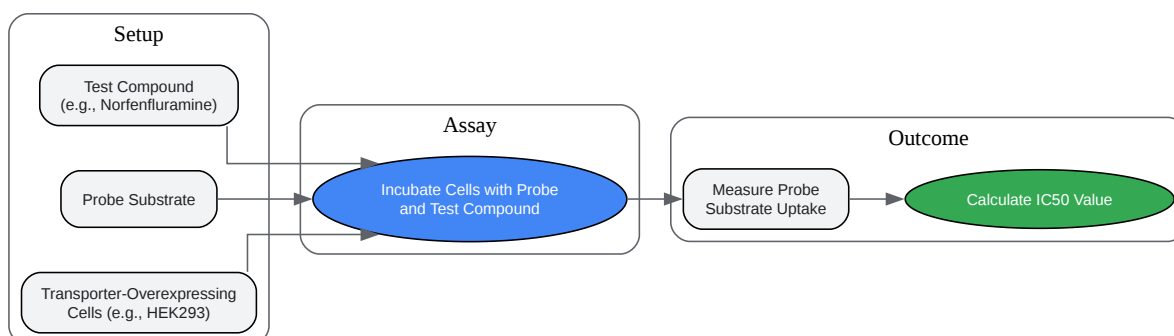 Setup
Test Compound
(e.g., Norfenfluramine)
Probe Substrate
Transporter-Overexpressing
Cells (e.g., HEK293)
Assay
Incubate Cells with Probe
and Test Compound
Outcome
Measure Probe
Substrate Uptake
Calculate IC50 Value